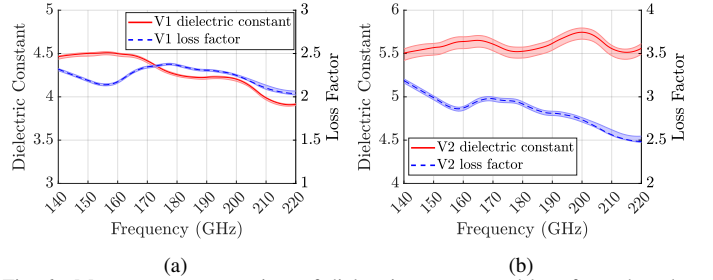 5
4.5
4
3.5
3
Dielectric Constant
V1 dielectric constant
V1 loss factor
3
2.5
2
1.5
1
Loss Factor
140 150 160 170 180 190 200 210 220
Frequency (GHz)
(a)
6
5.5
5
4.5
4
Dielectric Constant
V2 dielectric constant
V2 loss factor
4
3.5
3
2.5
2
Loss Factor
140 150 160 170 180 190 200 210 220
Frequency (GHz)
(b)